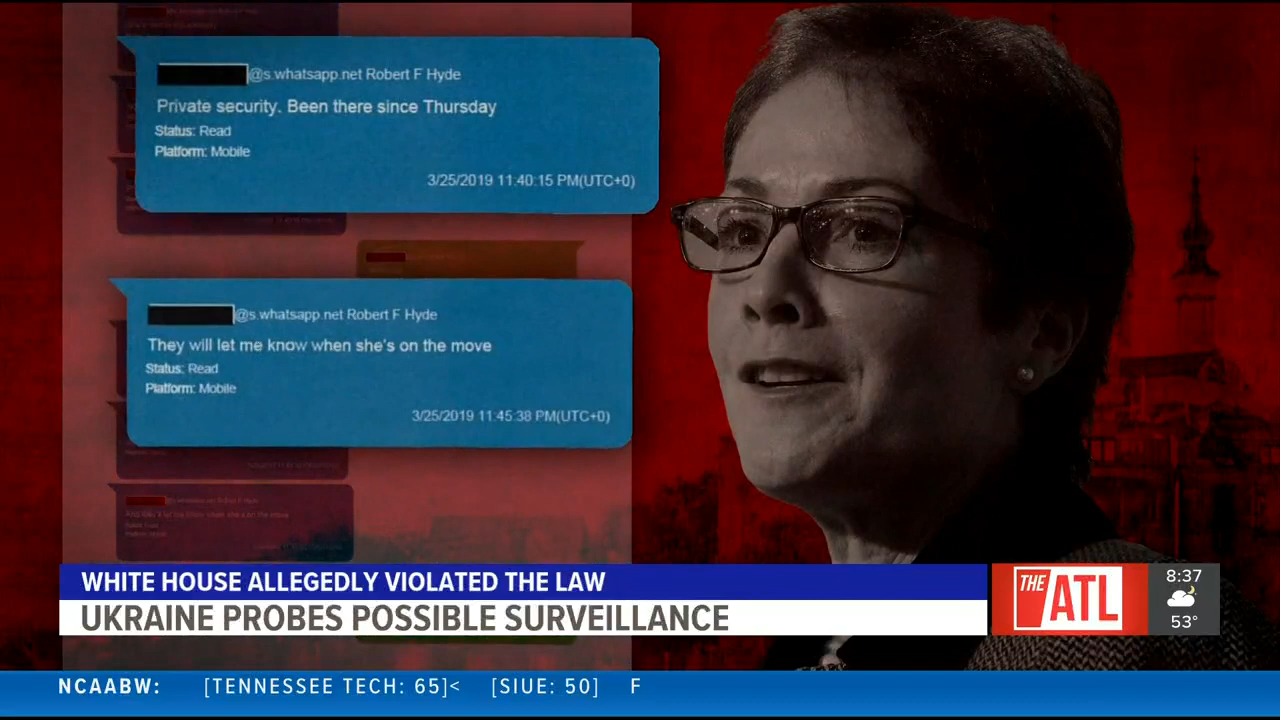 @s.whatsapp.net Robert F Hyde
Private security. Been there since Thursday
Status: Read
Platform: Mobile
3/25/2019 11:40:15 PM(UTC+0)
@s.whatsapp.net Robert F Hyde
They will let me know when she's on the move
Status: Read
Platform: Mobile
3/25/2019 11:45:38 PM(UTC+0)
WHITE HOUSE ALLEGEDLY VIOLATED THE LAW
UKRAINE PROBES POSSIBLE SURVEILLANCE
THE ATL
8:37
53°
NCAABW: [TENNESSEE TECH: 65]< [SIUE: 50] F